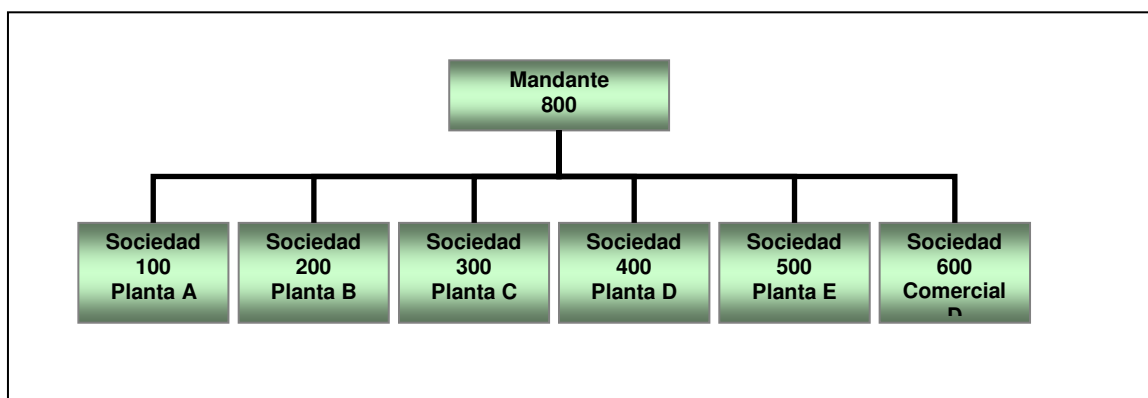 Mandante
800
Sociedad
100
Planta A
Sociedad
200
Planta B
Sociedad
300
Planta C
Sociedad
400
Planta D
Sociedad
500
Planta E
Sociedad
600
Comercial